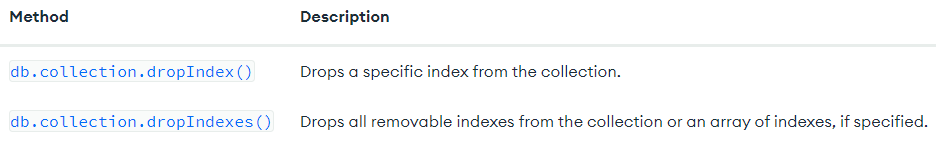 Method Description
db.collection.dropIndex() Drops a specific index from the collection.
db.collection.dropIndexes() Drops all removable indexes from the collection or an array of indexes, if specified.